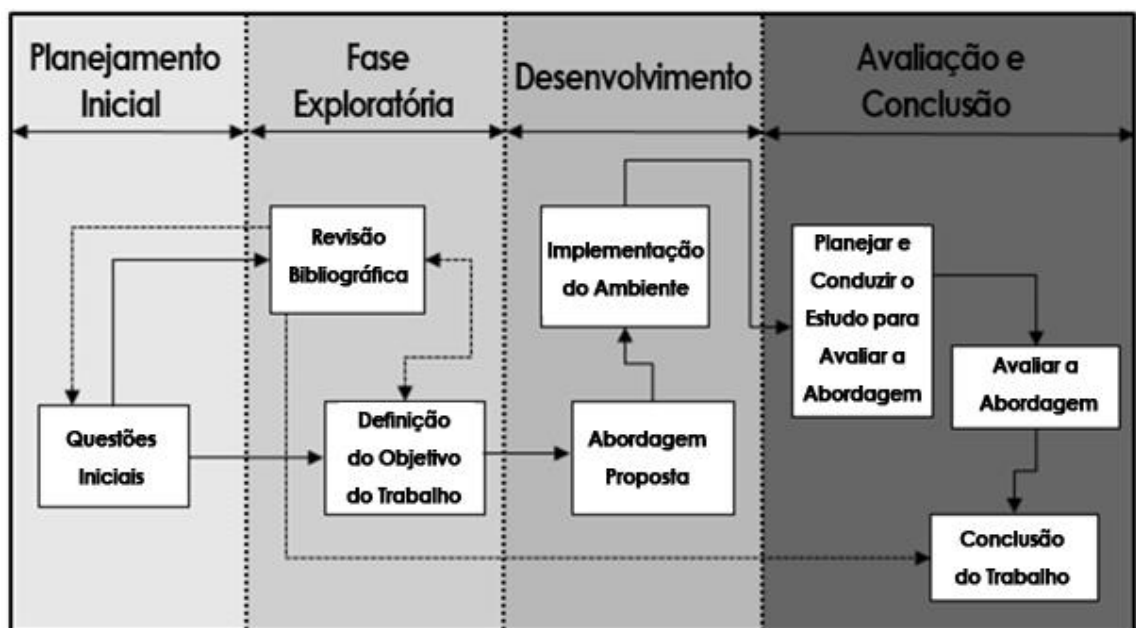 Planejamento
Inicial
Fase
Exploratória
Desenvolvimento
Avaliação e
Conclusão
Revisão
Bibliográfica
Questões
Iniciais
Definição
do Objetivo
do Trabalho
Implementação
do Ambiente
Abordagem
Proposta
Planejar e
Conduzir o
Estudo para
Avaliar a
Abordagem
Avaliar a
Abordagem
Conclusão
do Trabalho